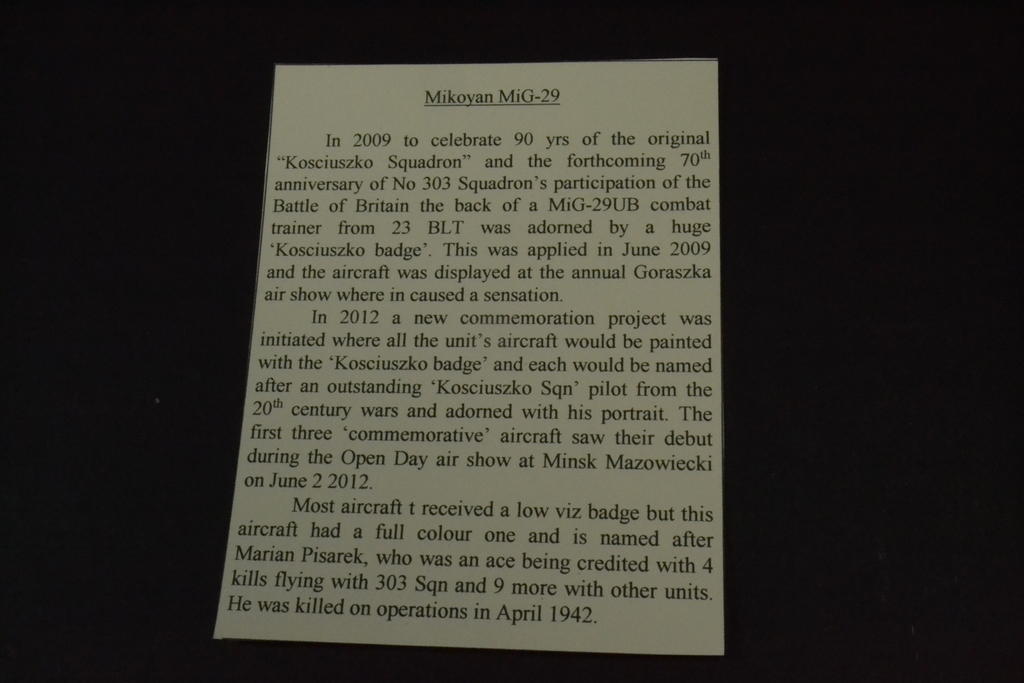 Mikoyan MiG-29
In 2009 to celebrate 90 yrs of the original
“Kosciuszko Squadron” and the forthcoming 70th
anniversary of No 303 Squadron’s participation of the
Battle of Britain the back of a MiG-29UB combat
trainer from 23 BLT was adorned by a huge
‘Kosciuszko badge’. This was applied in June 2009
and the aircraft was displayed at the annual Goraszka
air show where in caused a sensation.
In 2012 a new commemoration project was
initiated where all the unit’s aircraft would be painted
with the ‘Kosciuszko badge’ and each would be named
after an outstanding ‘Kosciuszko Sqn’ pilot from the
20th century wars and adorned with his portrait. The
first three ‘commemorative’ aircraft saw their debut
during the Open Day air show at Minsk Mazowiecki
on June 2 2012.
Most aircraft t received a low viz badge but this
aircraft had a full colour one and is named after
Marian Pisarek, who was an ace being credited with 4
kills flying with 303 Sqn and 9 more with other units.
He was killed on operations in April 1942.